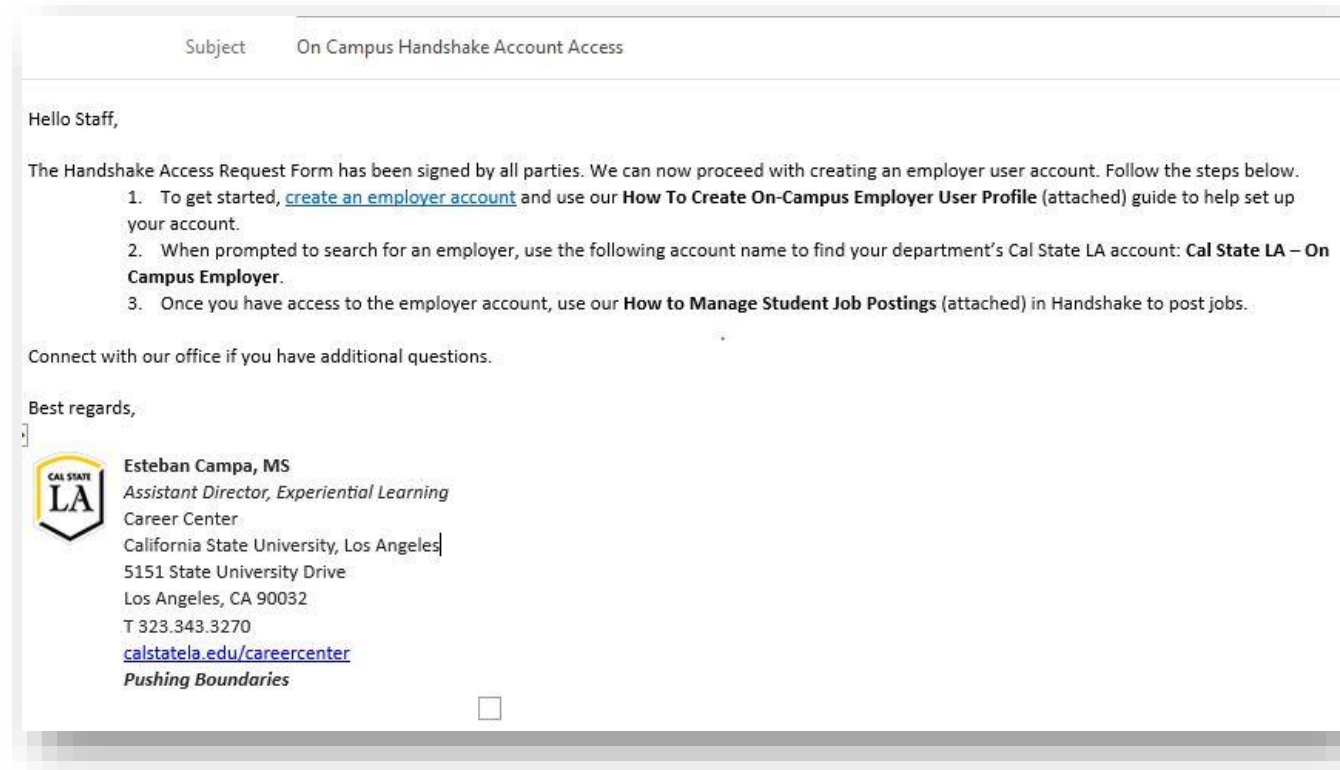 Subject On Campus Handshake Account Access
Hello Staff,
The Handshake Access Request Form has been signed by all parties. We can now proceed with creating an employer user account. Follow the steps below.
1. To get started, create an employer account and use our How To Create On-Campus Employer User Profile (attached) guide to help set up
your account.
2. When prompted to search for an employer, use the following account name to find your department’s Cal State LA account: Cal State LA – On
Campus Employer.
3. Once you have access to the employer account, use our How to Manage Student Job Postings (attached) in Handshake to post jobs.
Connect with our office if you have additional questions.
Best regards,
CAL STATE
LA
Esteban Campa, MS
Assistant Director, Experiential Learning
Career Center
California State University, Los Angeles
5151 State University Drive
Los Angeles, CA 90032
T 323.343.3270
calstatela.edu/careercenter
Pushing Boundaries